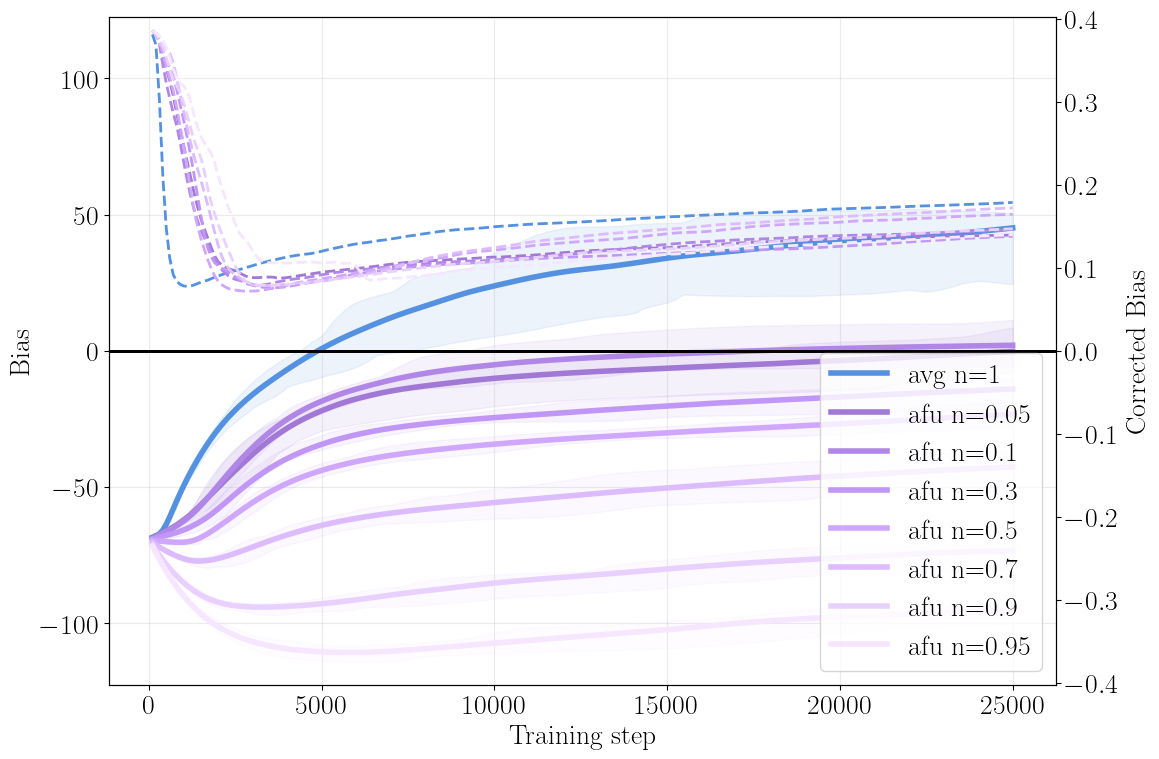 Bias
100
50
0
−50
−100
0
5000
10000
15000
20000
25000
Training step
0.4
0.3
0.2
0.1
0.0
−0.1
−0.2
−0.3
−0.4
Corrected Bias
avg n=1
afu n=0.05
afu n=0.1
afu n=0.3
afu n=0.5
afu n=0.7
afu n=0.9
afu n=0.95